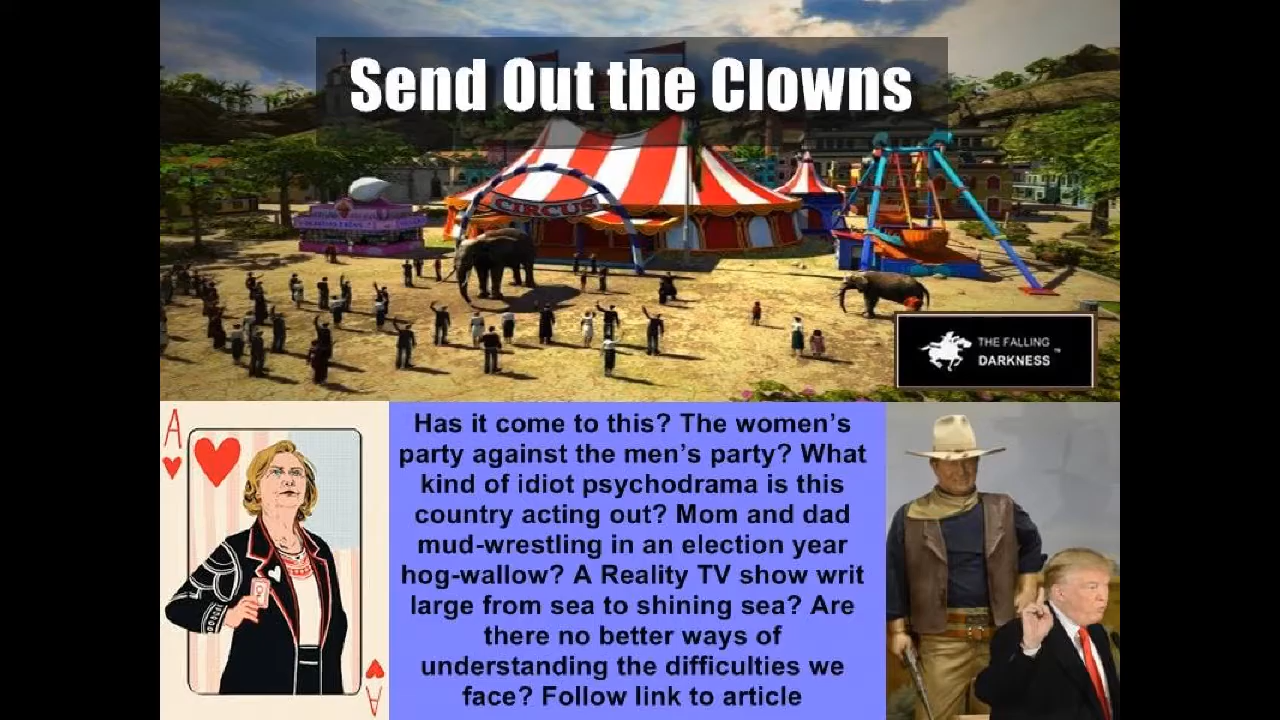 Send Out the Clowns
CIRCUS
THE FALLING
DARKNESS™
A
Has it come to this? The women's
party against the men's party? What
kind of idiot psychodrama is this
country acting out? Mom and dad
mud-wrestling in an election year
hog-wallow? A Reality TV show writ
large from sea to shining sea? Are
there no better ways of
understanding the difficulties we
face? Follow link to article
A